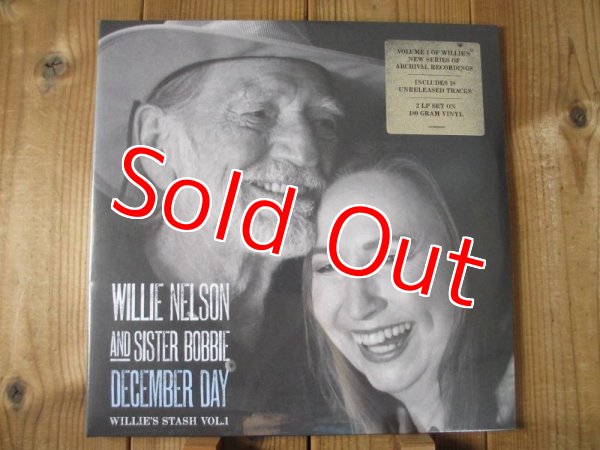 VOLUME 1 OF WILLIE'S
NEW SERIES OF
ARCHIVAL RECORDINGS
INCLUDES 18
UNRELEASED TRACKS
2 LP SET ON
180 GRAM VINYL
Sold Out
WILLIE NELSON
AND SISTER BOBBIE
DECEMBER DAY
WILLIE'S STASH VOL.1